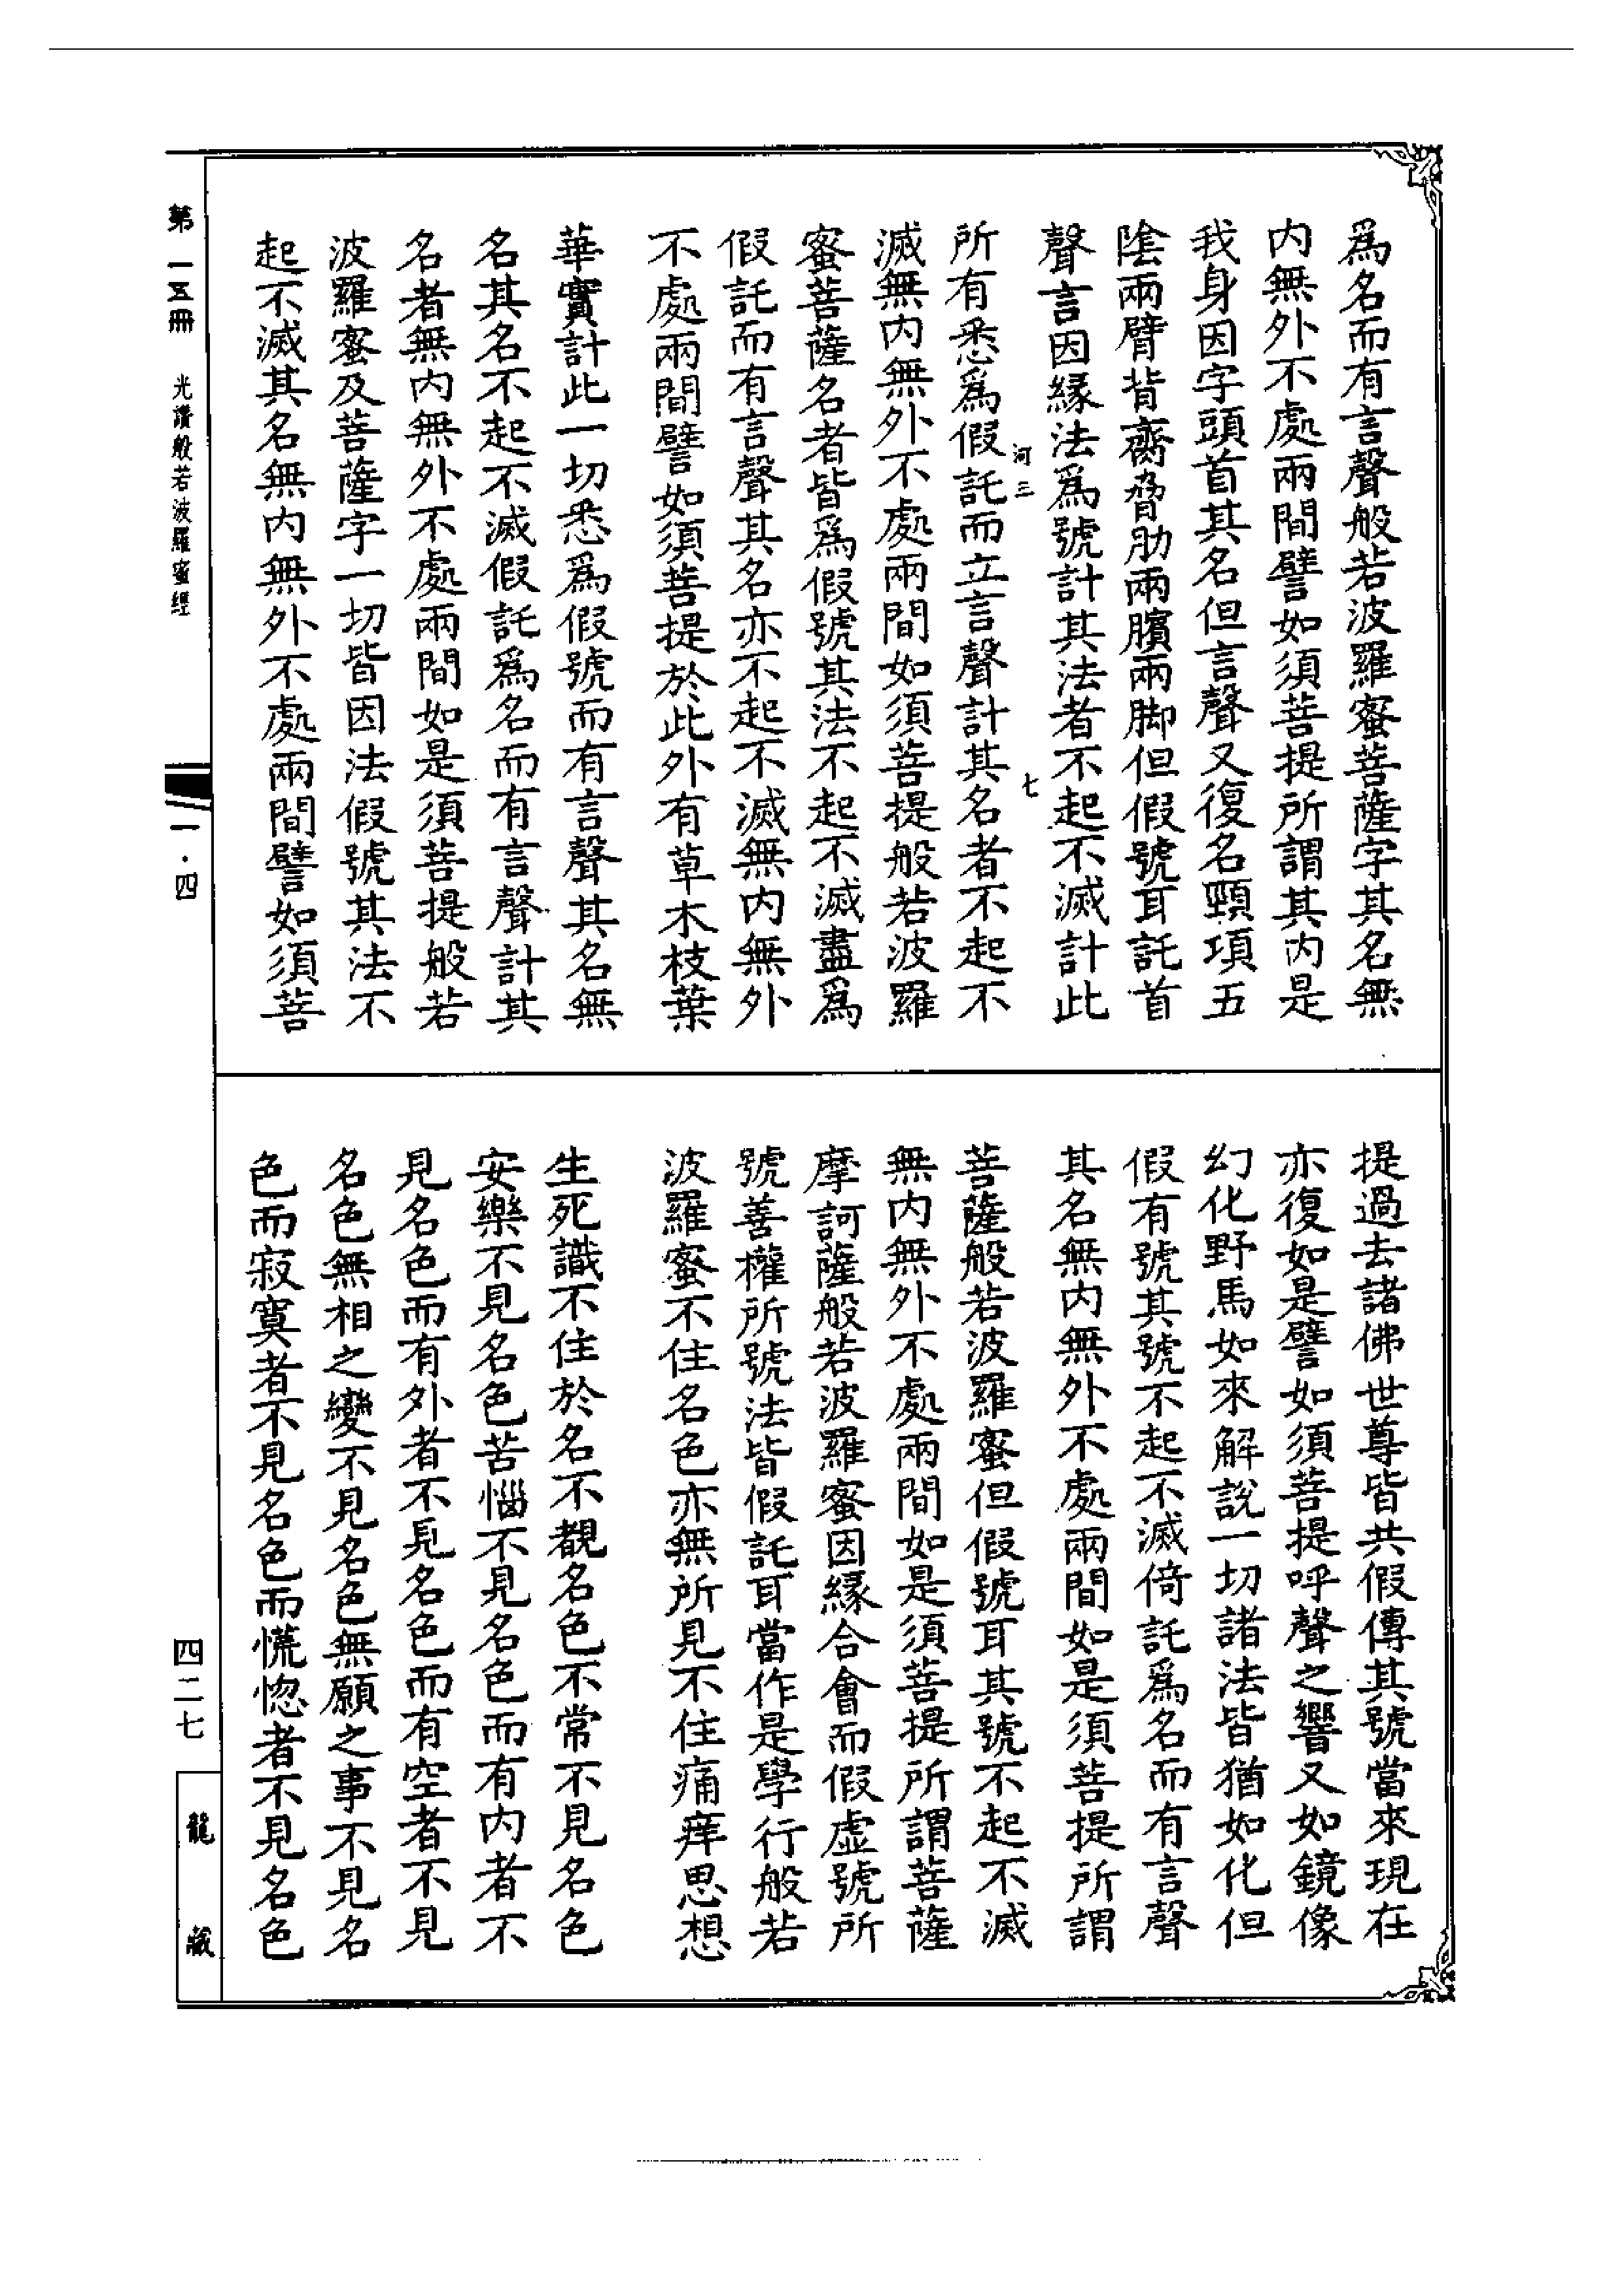 爲名而有言聲般若波羅蜜菩薩字其名無
内無外不處兩間譬如須菩提所謂其内是
我身因字頭首其名但言聲又復名頸項五
陰兩臂背䐡脅肋兩臏兩脚但假號耳託首
聲言因縁法爲號計其法者不起不滅計此
河三　七
所有悉爲假託而立言聲計其名者不起不
滅無内無外不處兩間如須菩提般若波羅
蜜菩薩名者皆爲假號其法不起不滅盡爲
假託而有言聲其名亦不起不滅無内無外
不處兩間譬如須菩提於此外有草木枝葉
華實計此一切悉爲假號而有言聲其名無
名其名不起不滅假託爲名而有言聲計其
名者無内無外不處兩間如是須菩提般若
波羅蜜及菩薩字一切皆因法假號其法不
起不滅其名無内無外不處兩間譬如須菩
提過去諸佛世尊皆共假傳其號當來現在
亦復如是譬如須菩提呼聲之響又如鏡像
幻化野馬如來解說一切諸法皆猶如化但
假有號其號不起不滅倚託爲名而有言聲
其名無内無外不處兩間如是須菩提所謂
菩薩般若波羅蜜但假號耳其號不起不滅
無内無外不處兩間如是須菩提所謂菩薩
摩訶薩般若波羅蜜因緣合會而假虛號所
號善權所號法皆假託耳當作是學行般若
波羅蜜不住名色亦無所見不住痛痒思想
生死識不住於名不覩名色不常不見名色
安樂不見名色苦惱不見名色而有内者不
見名色而有外者不見名色而有空者不見
名色無相之變不見名色無願之事不見名
色而寂寞者不見名色而慌惚者不見名色
第一五冊　光讚般若波羅蜜經　一·四
四二七
龍藏